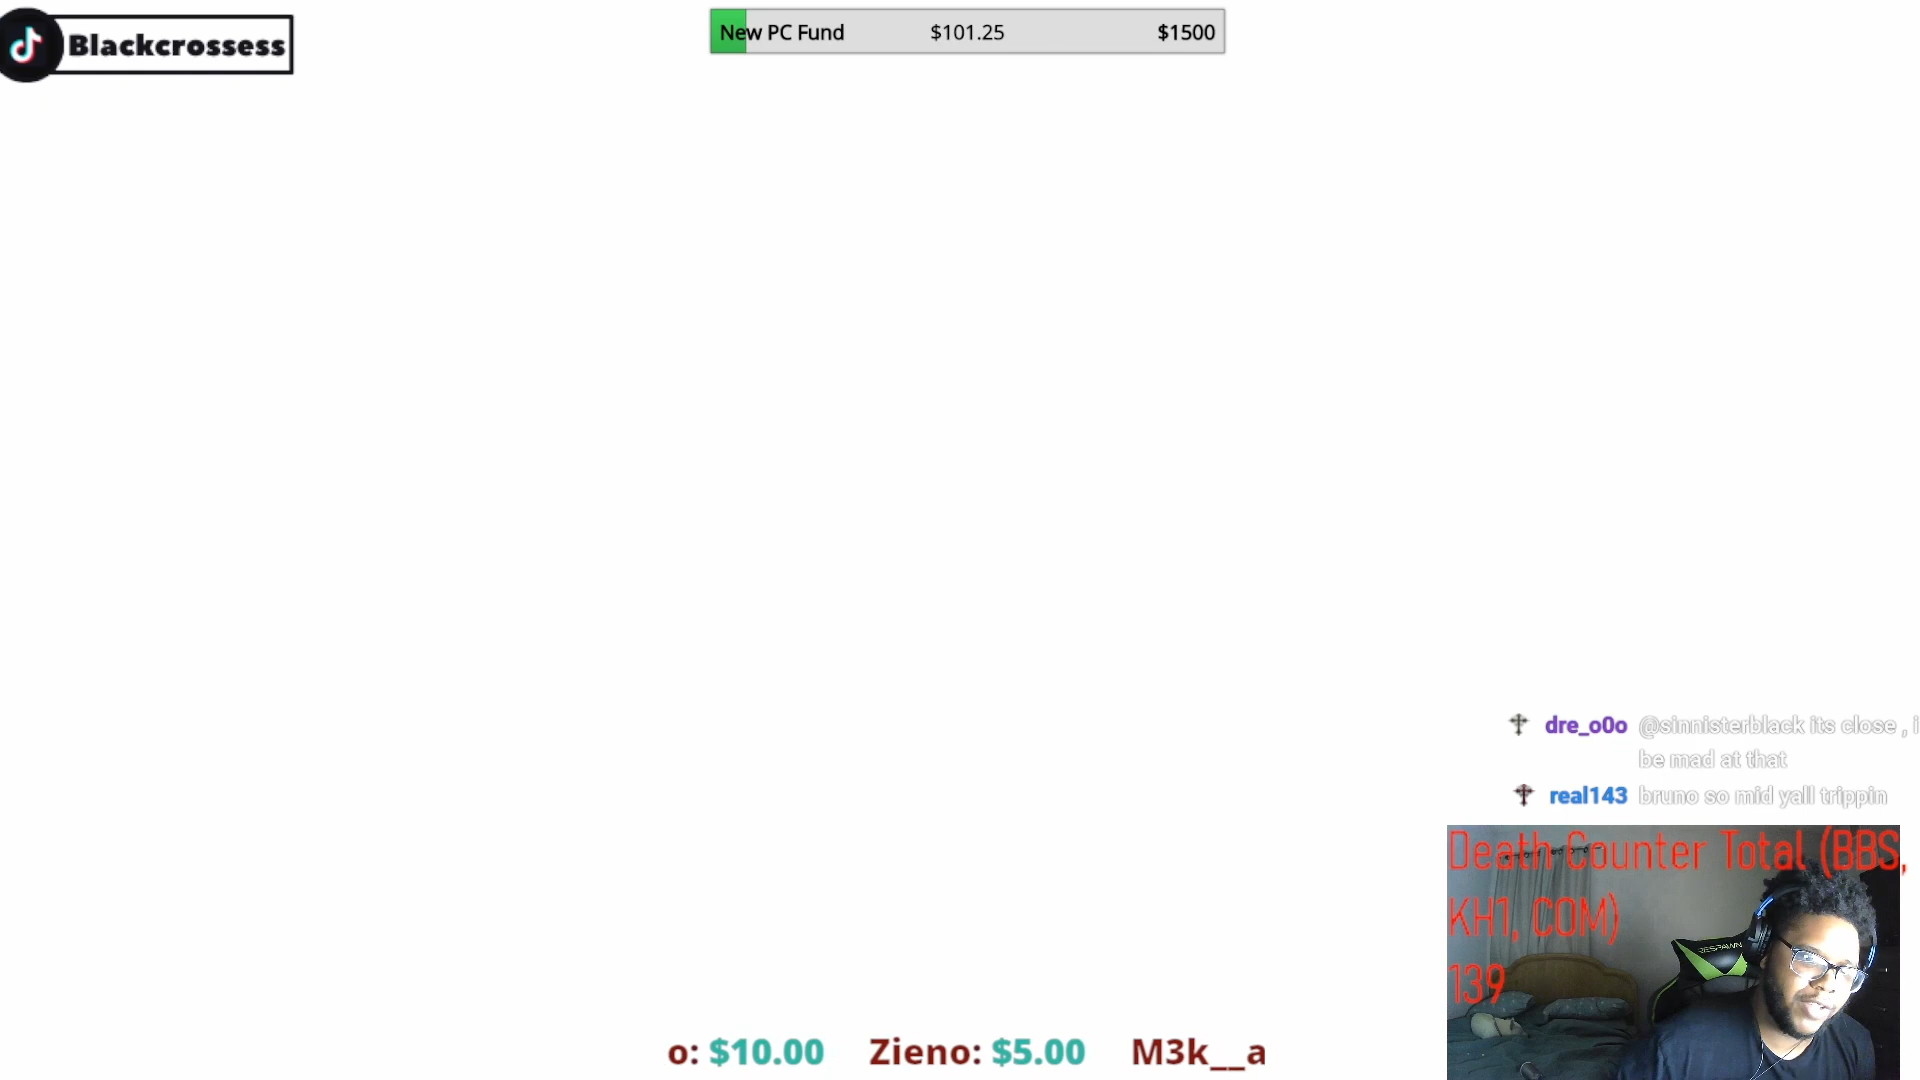 Blackcrossess
New PC Fund $101.25 $1500
dre_o0o @sinnisterblack its close , i
be mad at that
real143 bruno so mid yall trippin
Death Counter Total (BBS,
KH1, COM)
139
RESPAWN
o: $10.00 Zieno: $5.00 M3k__a